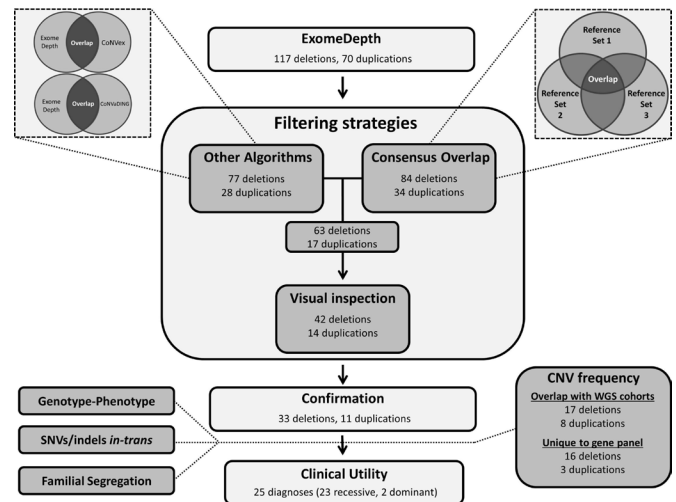 Exome
Depth
Overlap
CoNVex
Exome
Depth
Overlap
CoNVaDING
ExomeDepth
117 deletions, 70 duplications
Reference
Set 1
Overlap
Reference
Set
2
Reference
Set
3
Filtering strategies
Other Algorithms
77 deletions
28 duplications
Consensus Overlap
84 deletions
34 duplications
63 deletions
17 duplications
Visual inspection
42 deletions
14 duplications
Genotype-Phenotype
SNVs/indels in-trans
Familial Segregation
Confirmation
33 deletions, 11 duplications
Clinical Utility
25 diagnoses (23 recessive, 2 dominant)
CNV frequency
Overlap with WGS cohorts
17 deletions
8 duplications
Unique to gene panel
16 deletions
3 duplications